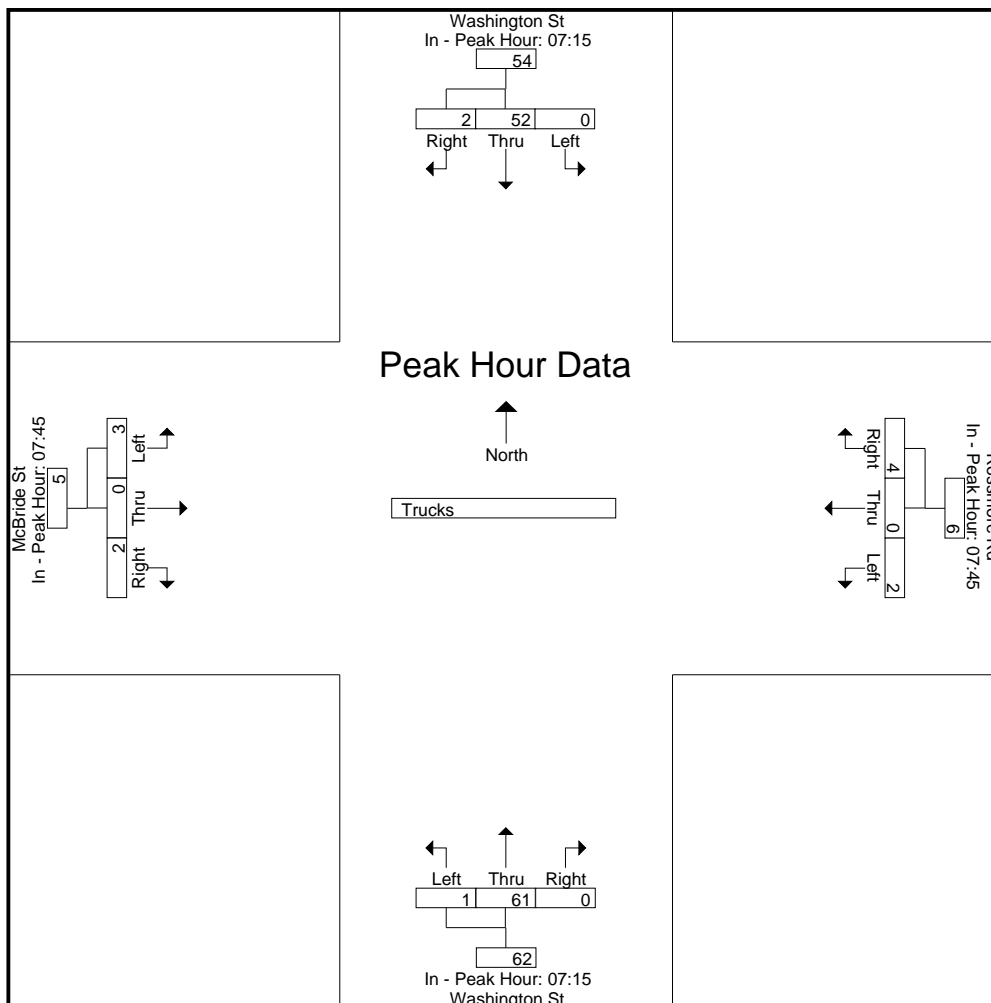 Washington St
In - Peak Hour: 07:15
54
2 52 0
Right Thru Left
Peak Hour Data
North
Trucks
McBride St
In - Peak Hour: 07:45
5
3 0 2
Left Thru Right
In - Peak Hour: 07:45
6
4 0 2
Right Thru Left
Left Thru Right
1 61 0
62
In - Peak Hour: 07:15
Washington St